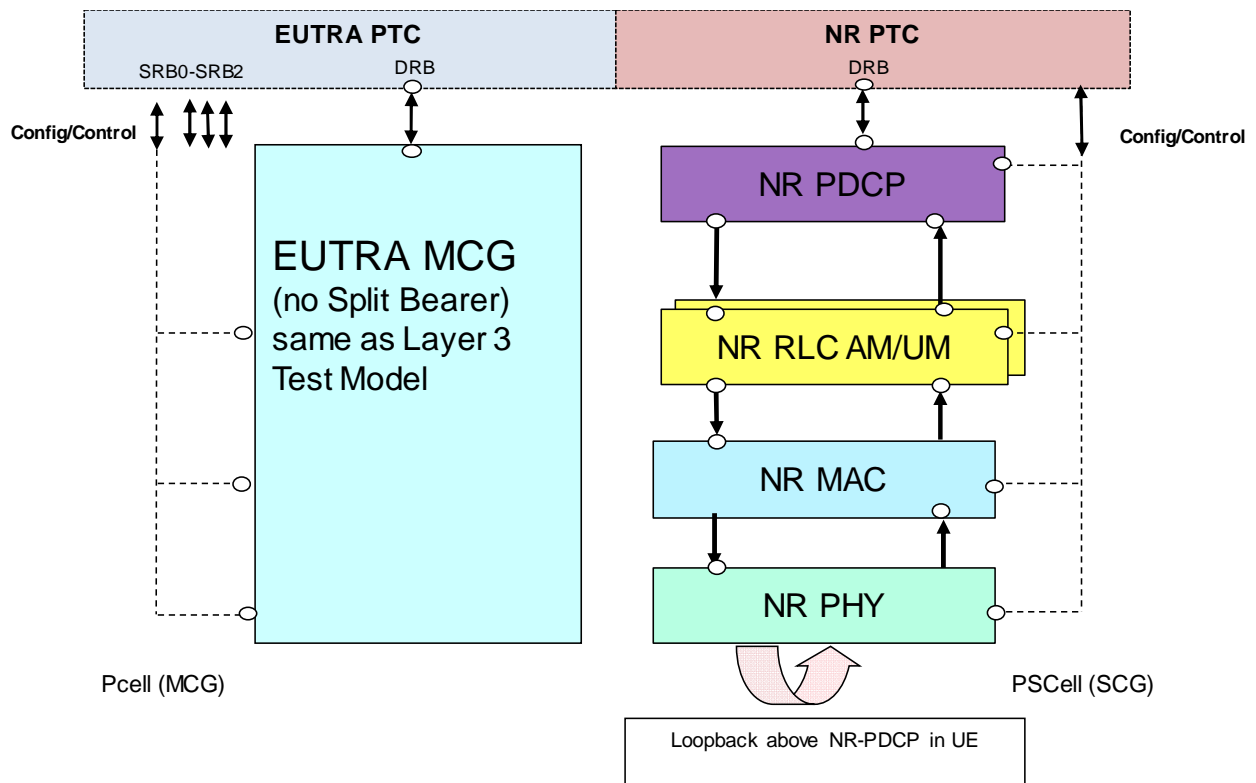 EUTRA PTC
NR PTC
SRB0-SRB2
DRB
DRB
Config/Control
Config/Control
NR PDCP
EUTRA MCG
(no Split Bearer)
same as Layer 3
Test Model
NR RLC AM/UM
NR MAC
NR PHY
Pcell (MCG)
PSCell (SCG)
Loopback above NR-PDCP in UE